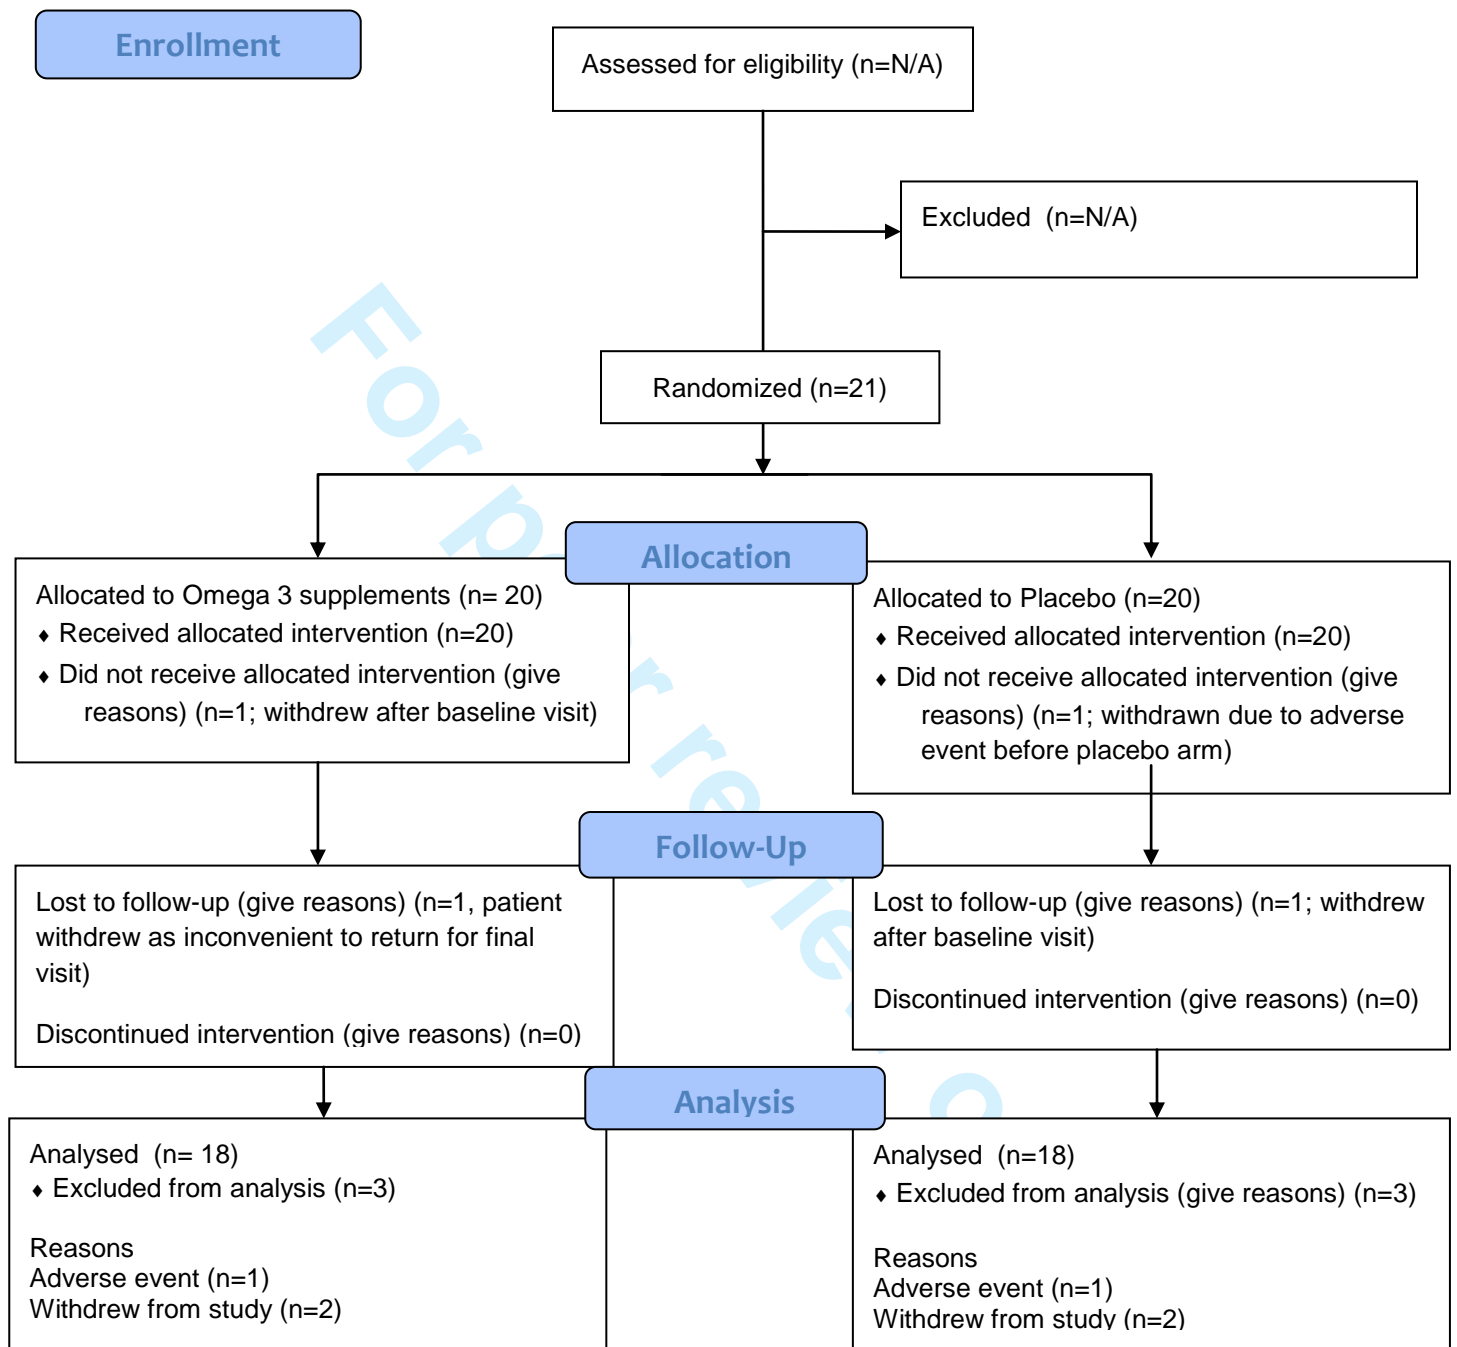 Enrollment
Assessed for eligibility (n=N/A)
Excluded  (n=N/A)
Randomized (n=21)
Allocation
Allocated to Omega 3 supplements (n= 20)
♦ Received allocated intervention (n=20)
♦ Did not receive allocated intervention (give
reasons) (n=1; withdrew after baseline visit)
Allocated to Placebo (n=20)
♦ Received allocated intervention (n=20)
♦ Did not receive allocated intervention (give
reasons) (n=1; withdrawn due to adverse
event before placebo arm)
Follow-Up
Lost to follow-up (give reasons) (n=1, patient
withdrew as inconvenient to return for final
visit)
Discontinued intervention (give reasons) (n=0)
Lost to follow-up (give reasons) (n=1; withdrew
after baseline visit)
Discontinued intervention (give reasons) (n=0)
Analysis
Analysed  (n= 18)
♦ Excluded from analysis (n=3)
Reasons
Adverse event (n=1)
Withdrew from study (n=2)
Analysed  (n=18)
♦ Excluded from analysis (give reasons) (n=3)
Reasons
Adverse event (n=1)
Withdrew from study (n=2)
For review